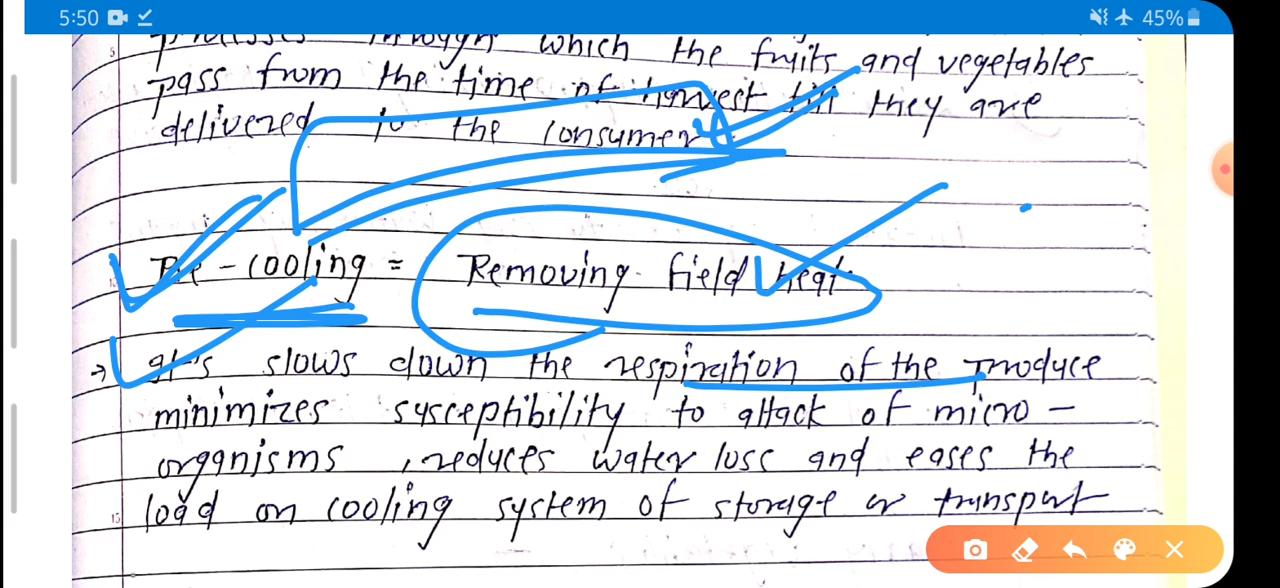 5:50 45%
which the fruits and vegetables
pass from the time of harvest till they are
delivered to the consumer
Pre-cooling = Removing field heat
→ It's slows down the respiration of the produce
minimizes susceptibility to attack of micro-
organisms, reduces water loss and eases the
load on cooling system of storage or transport
15